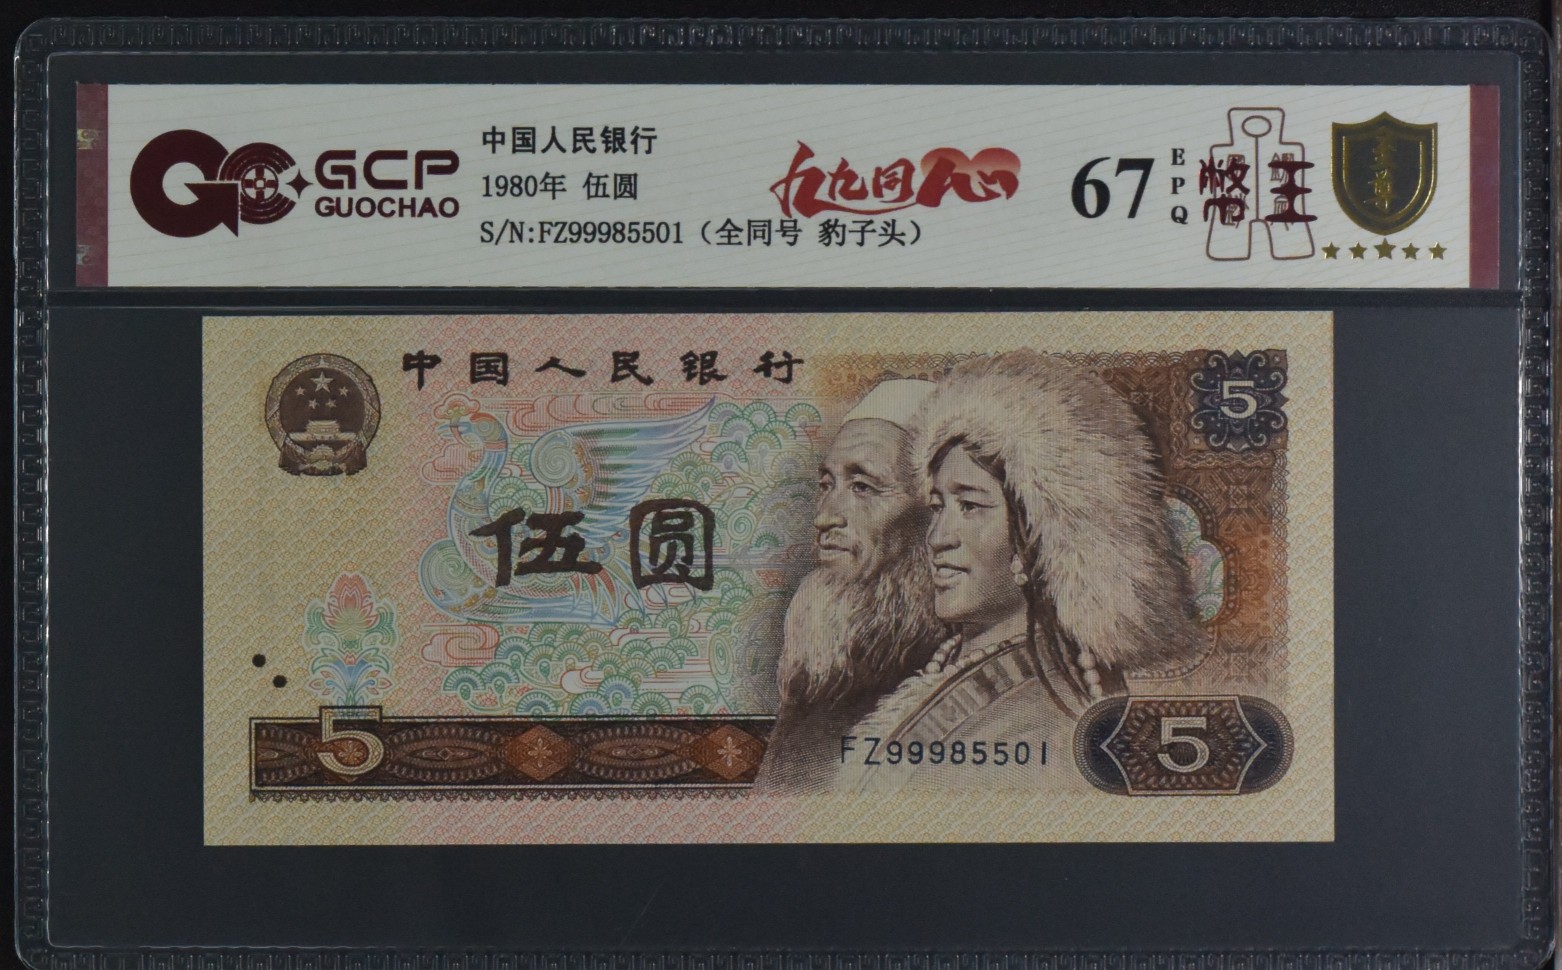 GCP
GUOCHAO
中国人民银行
1980年 伍圆
S/N:FZ99985501（全同号 豹子头）
九九同心
67
EPQ
至尊
中国人民银行
5
伍圆
5
FZ99985501
5